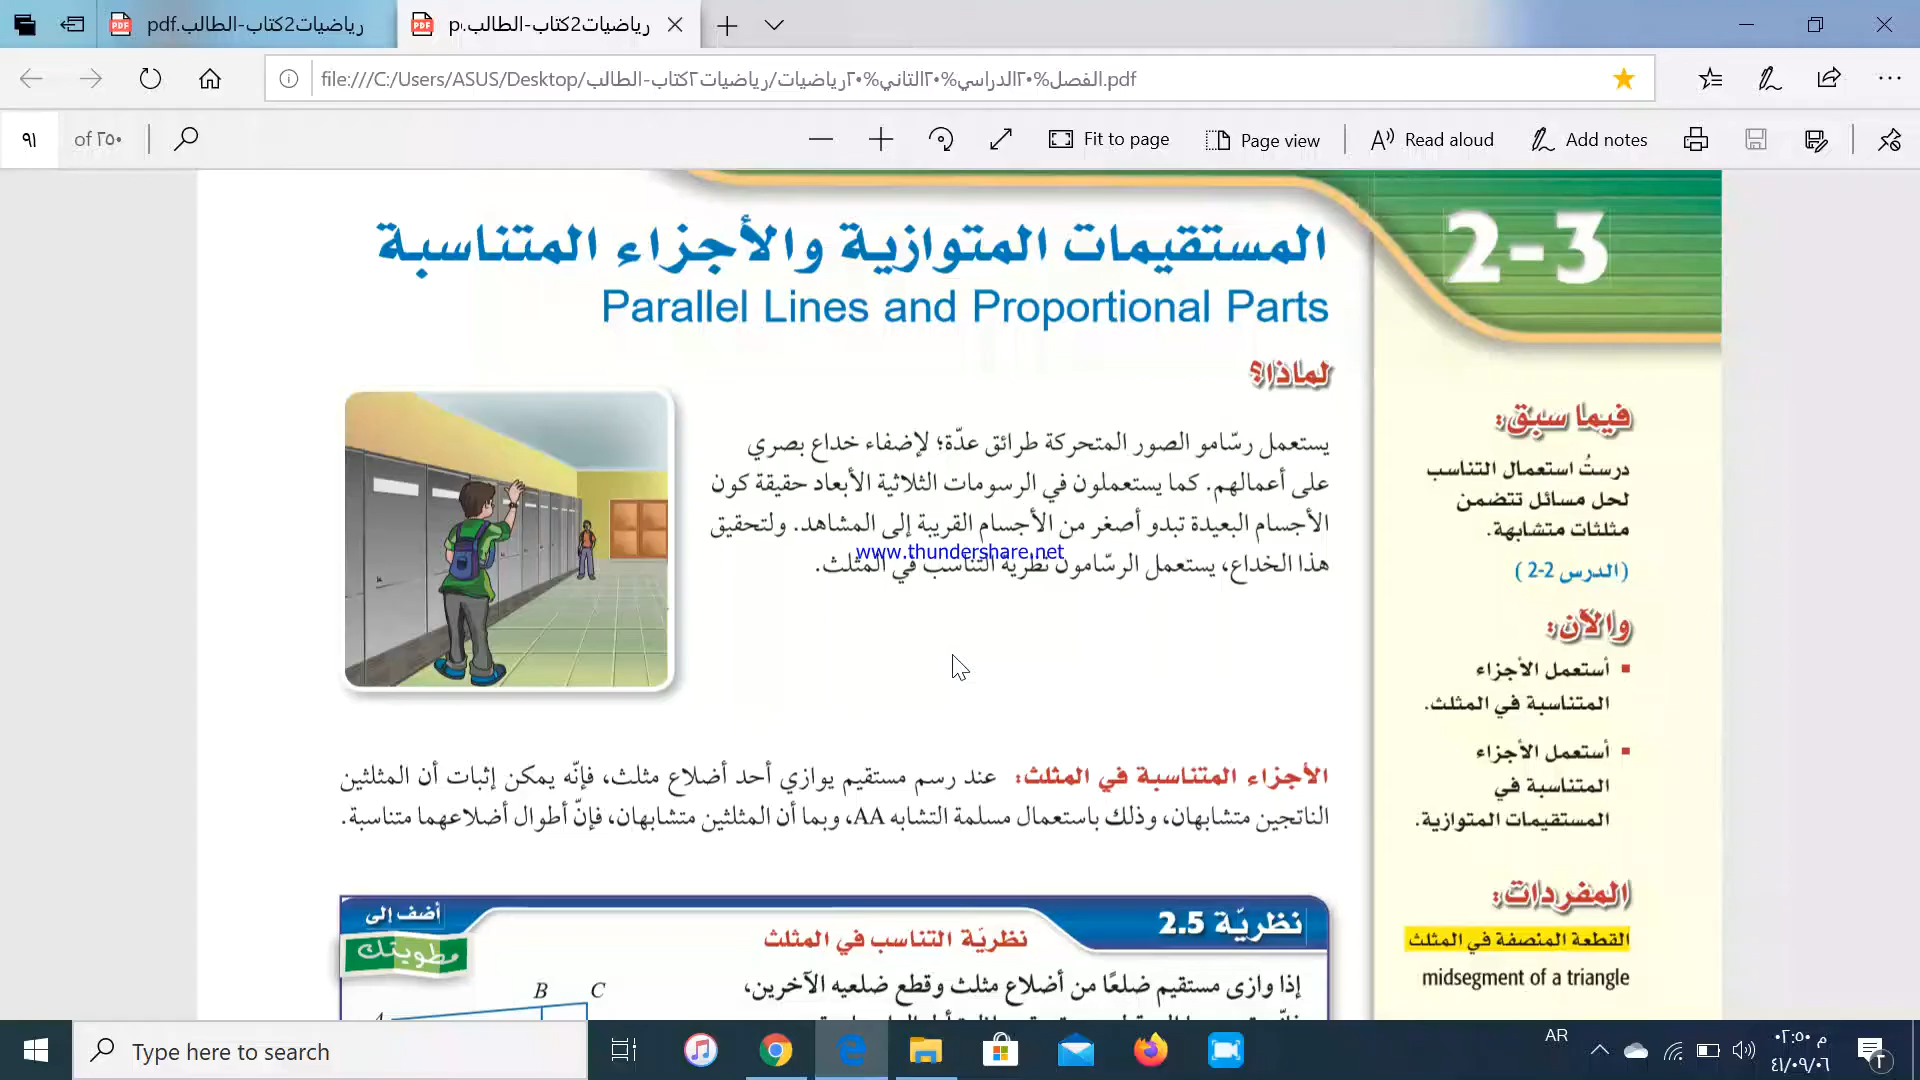 رياضيات2كتاب-الطالب.pdf
رياضيات2كتاب-الطالب.p
file:///C:/Users/ASUS/Desktop/الفصل%٢٠الدراسي%٢٠الثاني%٢٠رياضيات/رياضيات٢كتاب-الطالب.pdf
٩١ of ٢٥٠
Fit to page
Page view
Read aloud
Add notes
2-3
المستقيمات المتوازية والأجزاء المتناسبة
Parallel Lines and Proportional Parts
لماذا؟
يستعمل رسّامو الصور المتحركة طرائق عدّة؛ لإضفاء خداع بصري
على أعمالهم. كما يستعملون في الرسومات الثلاثية الأبعاد حقيقة كون
الأجسام البعيدة تبدو أصغر من الأجسام القريبة إلى المشاهد. ولتحقيق
هذا الخداع، يستعمل الرسّامون نظرية التناسب في المثلث.
www.thundershare.net
الأجزاء المتناسبة في المثلث: عند رسم مستقيم يوازي أحد أضلاع مثلث، فإنّه يمكن إثبات أن المثلثين
الناتجين متشابهان، وذلك باستعمال مسلمة التشابه AA، وبما أن المثلثين متشابهان، فإنّ أطوال أضلاعهما متناسبة.
نظريّة 2.5
نظريّة التناسب في المثلث
أضف إلى
مطويتك
إذا وازى مستقيم ضلعًا من أضلاع مثلث وقطع ضلعيه الآخرين،
B C
A
فيما سبق:
درستُ استعمال التناسب
لحل مسائل تتضمن
مثلثات متشابهة.
(الدرس 2-2)
والآن:
أستعمل الأجزاء
المتناسبة في المثلث.
أستعمل الأجزاء
المتناسبة في
المستقيمات المتوازية.
المفردات:
القطعة المنصفة في المثلث
midsegment of a triangle
Type here to search
AR
٠٢:٥٠ م
٤١/٠٩/٠٦
٢